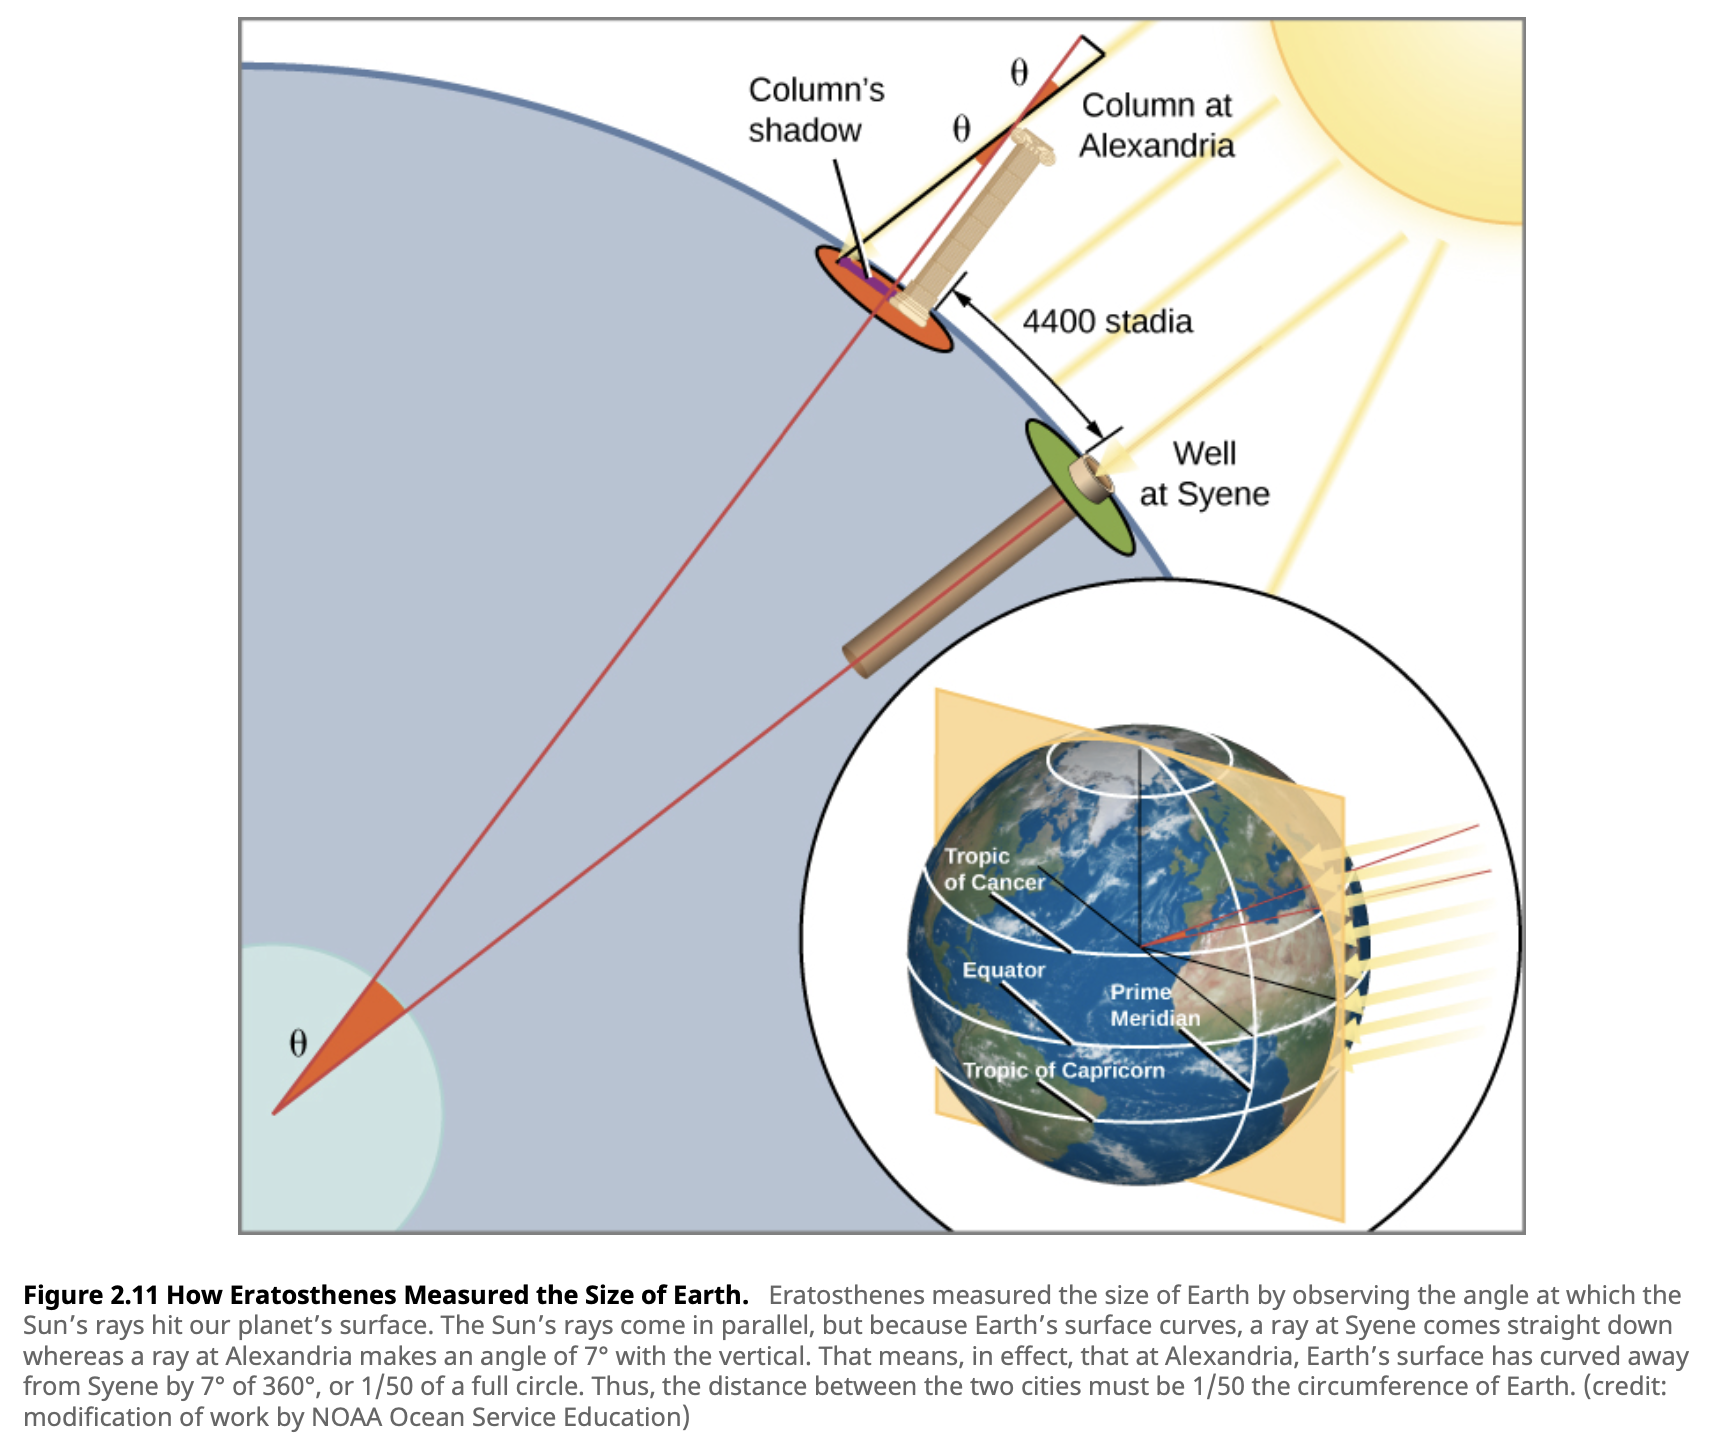 Column's
shadow
θ
θ
Column at
Alexandria
4400 stadia
Well
at Syene
θ
Tropic
of Cancer
Equator
Prime
Meridian
Tropic of Capricorn
Figure 2.11 How Eratosthenes Measured the Size of Earth. Eratosthenes measured the size of Earth by observing the angle at which the
Sun's rays hit our planet's surface. The Sun's rays come in parallel, but because Earth's surface curves, a ray at Syene comes straight down
whereas a ray at Alexandria makes an angle of 7° with the vertical. That means, in effect, that at Alexandria, Earth's surface has curved away
from Syene by 7° of 360°, or 1/50 of a full circle. Thus, the distance between the two cities must be 1/50 the circumference of Earth. (credit:
modification of work by NOAA Ocean Service Education)